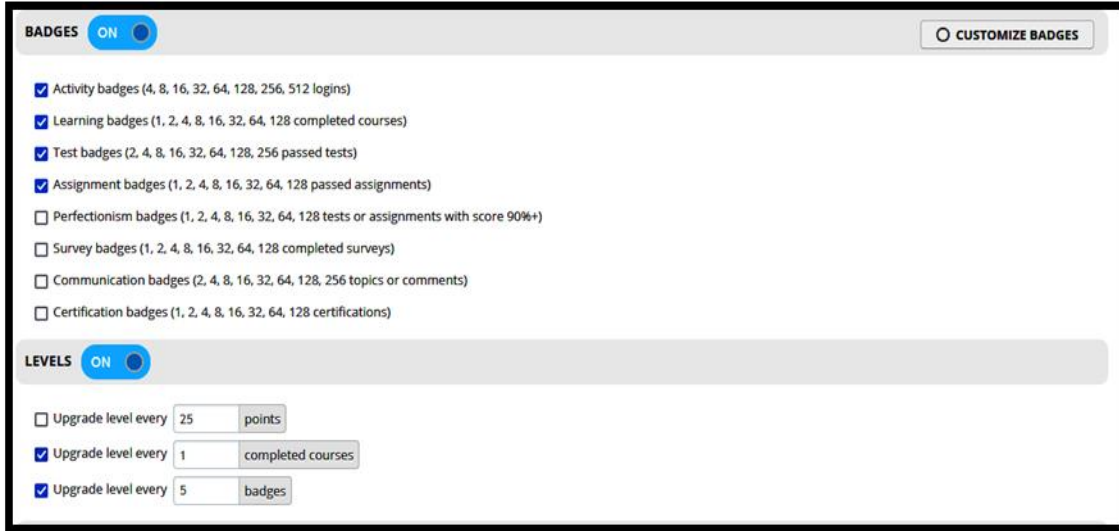 BADGES ON CUSTOMIZE BADGES
Activity badges (4, 8, 16, 32, 64, 128, 256, 512 logins)
Learning badges (1, 2, 4, 8, 16, 32, 64, 128 completed courses)
Test badges (2, 4, 8, 16, 32, 64, 128, 256 passed tests)
Assignment badges (1, 2, 4, 8, 16, 32, 64, 128 passed assignments)
Perfectionism badges (1, 2, 4, 8, 16, 32, 64, 128 tests or assignments with score 90%+)
Survey badges (1, 2, 4, 8, 16, 32, 64, 128 completed surveys)
Communication badges (2, 4, 8, 16, 32, 64, 128, 256 topics or comments)
Certification badges (1, 2, 4, 8, 16, 32, 64, 128 certifications)
LEVELS ON
Upgrade level every 25 points
Upgrade level every 1 completed courses
Upgrade level every 5 badges